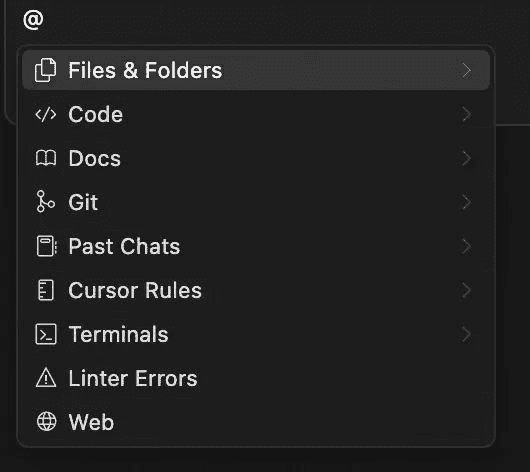 @
Files & Folders
Code
Docs
Git
Past Chats
Cursor Rules
Terminals
Linter Errors
Web